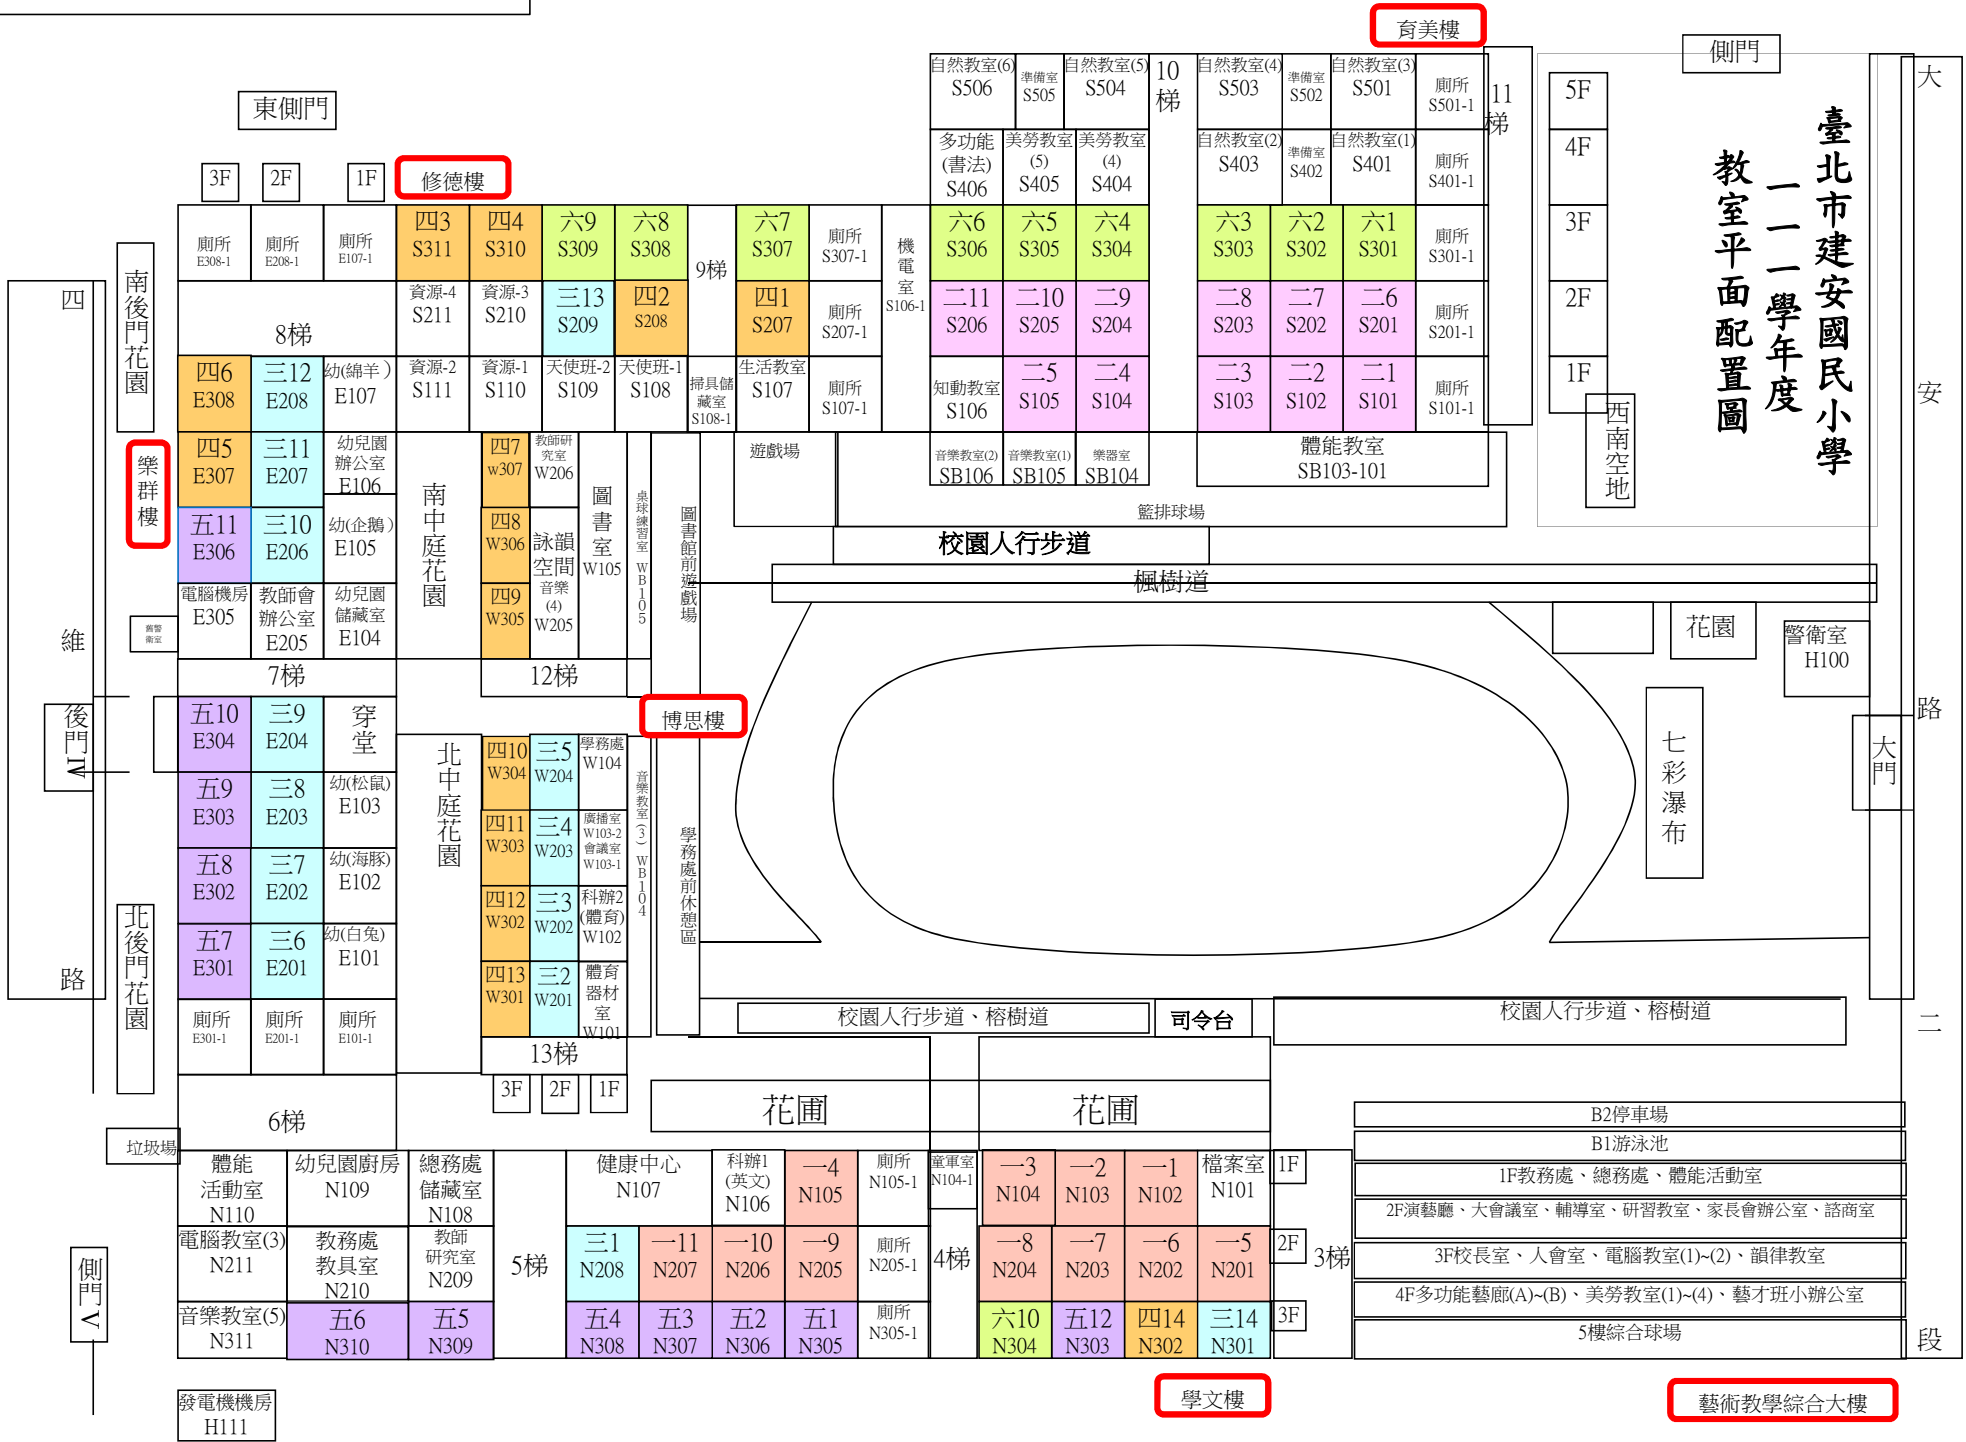 育美樓
側門
臺北市建安國民小學
一一一學年度
教室平面配置圖
大
安
路
二
段
東側門
3F
2F
1F
修德樓
自然教室(6)
S506
準備室
S505
自然教室(5)
S504
10
梯
自然教室(4)
S503
準備室
S502
自然教室(3)
S501
廁所
S501-1
11
梯
5F
多功能
(書法)
S406
美勞教室
(5)
S405
美勞教室
(4)
S404
自然教室(2)
S403
準備室
S402
自然教室(1)
S401
廁所
S401-1
4F
廁所
E308-1
廁所
E208-1
廁所
E107-1
四3
S311
四4
S310
六9
S309
六8
S308
9梯
六7
S307
廁所
S307-1
機
電
室
S106-1
六6
S306
六5
S305
六4
S304
六3
S303
六2
S302
六1
S301
廁所
S301-1
3F
南後門花園
四
維
路
8梯
資源-4
S211
資源-3
S210
三13
S209
四2
S208
四1
S207
廁所
S207-1
二11
S206
二10
S205
二9
S204
二8
S203
二7
S202
二6
S201
廁所
S201-1
2F
四6
E308
三12
E208
幼(綿羊)
E107
資源-2
S111
資源-1
S110
天使班-2
S109
天使班-1
S108
掃具儲
藏室
S108-1
生活教室
S107
廁所
S107-1
知動教室
S106
二5
S105
二4
S104
二3
S103
二2
S102
二1
S101
廁所
S101-1
1F
西南空地
樂群樓
四5
E307
三11
E207
幼兒園
辦公室
E106
南中庭花園
四7
w307
教師研
究室
W206
圖
書
室
W105
桌球練習室 WB105
圖書館前遊戲場
遊戲場
音樂教室(2)
SB106
音樂教室(1)
SB105
樂器室
SB104
體能教室
SB103-101
籃排球場
五11
E306
三10
E206
幼(企鵝)
E105
四8
W306
詠韻
空間
音樂
(4)
W205
校園人行步道
楓樹道
電腦機房
E305
教師會
辦公室
E205
幼兒園
儲藏室
E104
四9
W305
舊警
衛室
花園
警衛室
H100
7梯
12梯
博思樓
後門Ⅳ
五10
E304
三9
E204
穿
堂
北中庭花園
四10
W304
三5
W204
學務處
W104
音樂教室(3) WB104
學務處前休憩區
七彩瀑布
大門
五9
E303
三8
E203
幼(松鼠)
E103
四11
W303
三4
W203
廣播室
W103-2
會議室
W103-1
五8
E302
三7
E202
幼(海豚)
E102
四12
W302
三3
W202
科辦2
(體育)
W102
北後門花園
五7
E301
三6
E201
幼(白兔)
E101
四13
W301
三2
W201
體育
器材
室
W101
廁所
E301-1
廁所
E201-1
廁所
E101-1
校園人行步道、榕樹道
司令台
校園人行步道、榕樹道
13梯
3F
2F
1F
6梯
花圃
花圃
B2停車場
B1游泳池
1F教務處、總務處、體能活動室
2F演藝廳、大會議室、輔導室、研習教室、家長會辦公室、諮商室
3F校長室、人會室、電腦教室(1)~(2)、韻律教室
4F多功能藝廊(A)~(B)、美勞教室(1)~(4)、藝才班小辦公室
5樓綜合球場
垃圾場
體能
活動室
N110
幼兒園廚房
N109
總務處
儲藏室
N108
健康中心
N107
科辦1
(英文)
N106
一4
N105
廁所
N105-1
童軍室
N104-1
一3
N104
一2
N103
一1
N102
檔案室
N101
1F
側門Ⅴ
電腦教室(3)
N211
教務處
教具室
N210
教師
研究室
N209
5梯
三1
N208
一11
N207
一10
N206
一9
N205
廁所
N205-1
4梯
一8
N204
一7
N203
一6
N202
一5
N201
2F
3梯
音樂教室(5)
N311
五6
N310
五5
N309
五4
N308
五3
N307
五2
N306
五1
N305
廁所
N305-1
六10
N304
五12
N303
四14
N302
三14
N301
3F
發電機機房
H111
學文樓
藝術教學綜合大樓